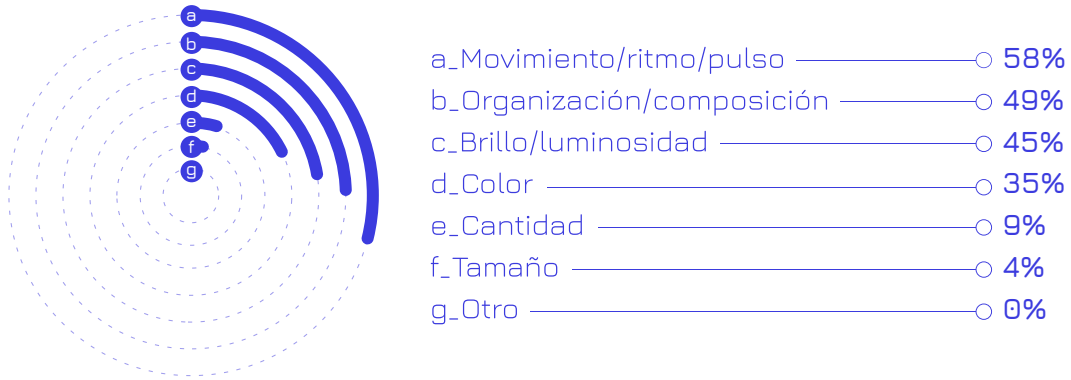 a
b
c
d
e
f
g
a_Movimiento/ritmo/pulso 58%
b_Organización/composición 49%
c_Brillo/luminosidad 45%
d_Color 35%
e_Cantidad 9%
f_Tamaño 4%
g_Otro 0%